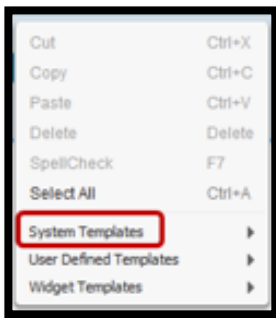 Cut Ctrl+X
Copy Ctrl+C
Paste Ctrl+V
Delete Delete
SpellCheck F7
Select All Ctrl+A
System Templates
User Defined Templates
Widget Templates